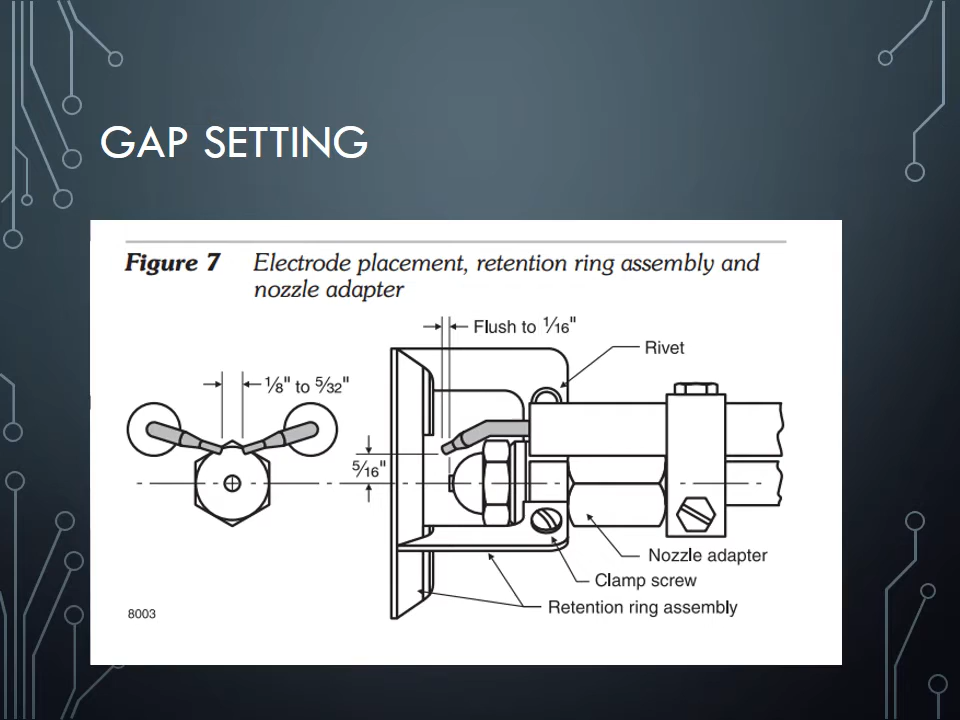 GAP SETTING
Figure 7 Electrode placement, retention ring assembly and
nozzle adapter
Flush to 1/16"
Rivet
1/8" to 5/32"
5/16"
Nozzle adapter
Clamp screw
Retention ring assembly
8003